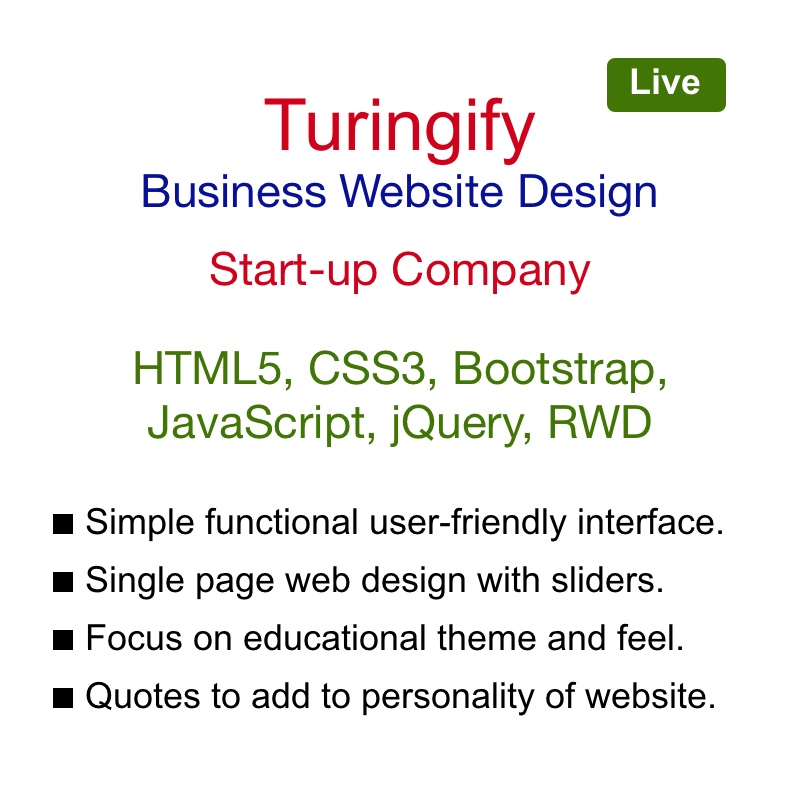 Live
Turingify
Business Website Design
Start-up Company
HTML5, CSS3, Bootstrap,
JavaScript, jQuery, RWD
■ Simple functional user-friendly interface.
■ Single page web design with sliders.
■ Focus on educational theme and feel.
■ Quotes to add to personality of website.